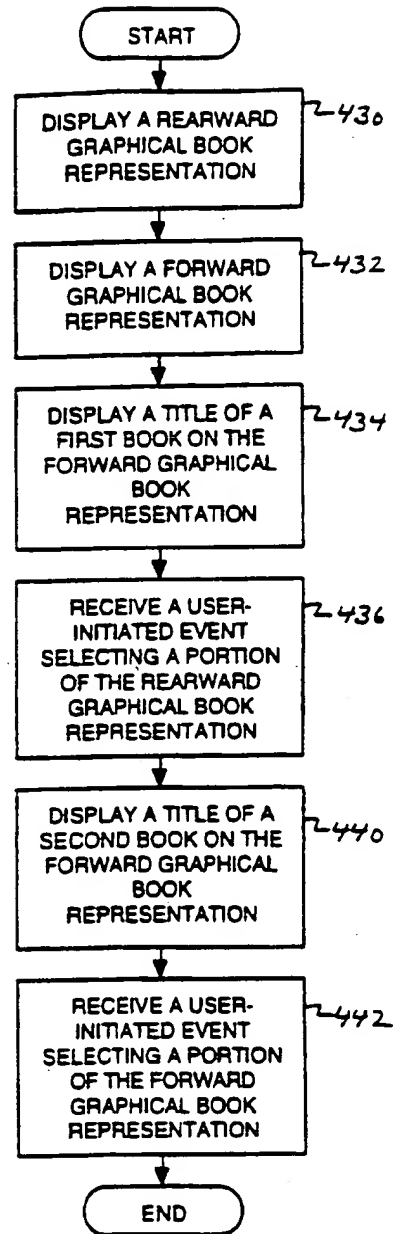 START
DISPLAY A REARWARD
GRAPHICAL BOOK
REPRESENTATION
430
DISPLAY A FORWARD
GRAPHICAL BOOK
REPRESENTATION
432
DISPLAY A TITLE OF A
FIRST BOOK ON THE
FORWARD GRAPHICAL
BOOK
REPRESENTATION
434
RECEIVE A USER-
INITIATED EVENT
SELECTING A PORTION
OF THE REARWARD
GRAPHICAL BOOK
REPRESENTATION
436
DISPLAY A TITLE OF A
SECOND BOOK ON THE
FORWARD GRAPHICAL
BOOK
REPRESENTATION
440
RECEIVE A USER-
INITIATED EVENT
SELECTING A PORTION
OF THE FORWARD
GRAPHICAL BOOK
REPRESENTATION
442
END